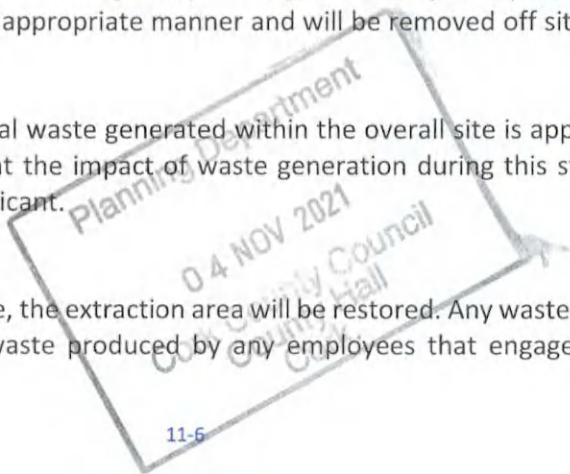 appropriate manner and will be removed off sit
al waste generated within the overall site is app
at the impact of waste generation during this s
icant.
Planning Department
04 NOV 2021
Cork County Council
County Hall
Cork.
e, the extraction area will be restored. Any waste
waste produced by any employees that engage
11-6